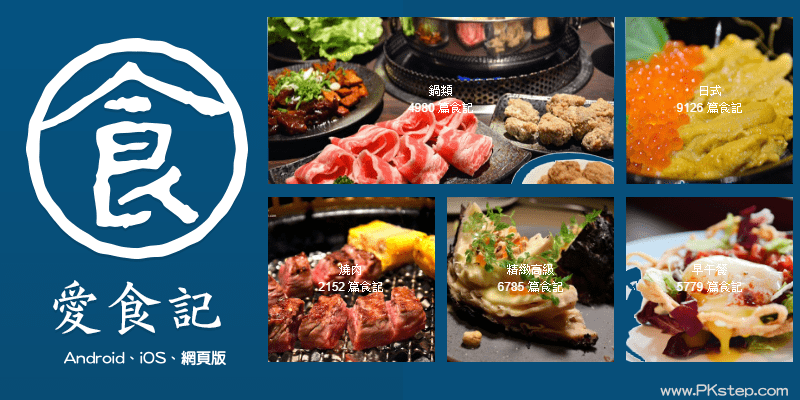 食
愛食記
Android、iOS、網頁版
鍋類
4980 篇食記
日式
9126 篇食記
燒肉
2152 篇食記
精緻高級
6785 篇食記
早午餐
5779 篇食記
www.PKstep.com